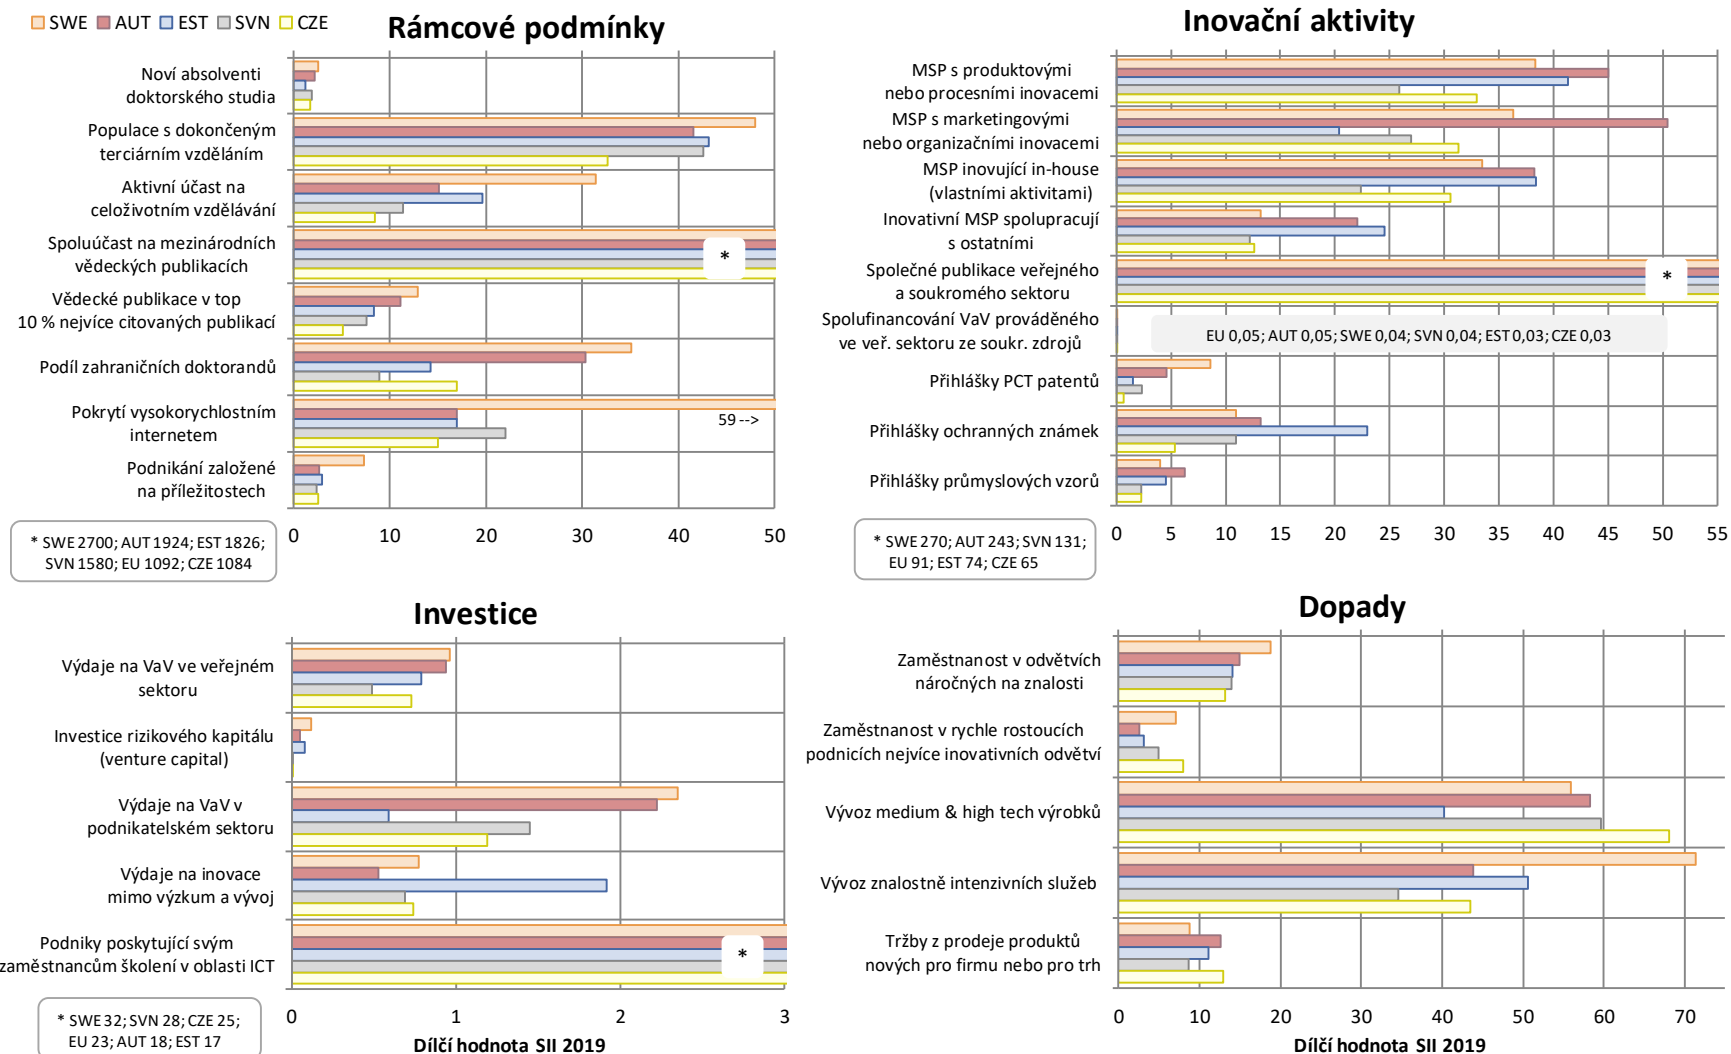 SWE AUT EST SVN CZE
Rámcové podmínky
Noví absolventi
doktorského studia
Populace s dokončeným
terciárním vzděláním
Aktivní účast na
celoživotním vzdělávání
Spoluúčast na mezinárodních
vědeckých publikacích
*
Vědecké publikace v top
10 % nejvíce citovaných publikací
Podíl zahraničních doktorandů
Pokrytí vysokorychlostním
internetem
59 -->
Podnikání založené
na příležitostech
0 10 20 30 40 50
* SWE 2700; AUT 1924; EST 1826;
SVN 1580; EU 1092; CZE 1084
Inovační aktivity
MSP s produktovými
nebo procesními inovacemi
MSP s marketingovými
nebo organizačními inovacemi
MSP inovující in-house
(vlastními aktivitami)
Inovativní MSP spolupracují
s ostatními
Společné publikace veřejného
a soukromého sektoru
*
Spolufinancování VaV prováděného
ve veř. sektoru ze soukr. zdrojů
EU 0,05; AUT 0,05; SWE 0,04; SVN 0,04; EST 0,03; CZE 0,03
Přihlášky PCT patentů
Přihlášky ochranných známek
Přihlášky průmyslových vzorů
0 5 10 15 20 25 30 35 40 45 50 55
* SWE 270; AUT 243; SVN 131;
EU 91; EST 74; CZE 65
Investice
Výdaje na VaV ve veřejném
sektoru
Investice rizikového kapitálu
(venture capital)
Výdaje na VaV v
podnikatelském sektoru
Výdaje na inovace
mimo výzkum a vývoj
Podniky poskytující svým
zaměstnancům školení v oblasti ICT
*
0 1 2 3
* SWE 32; SVN 28; CZE 25;
EU 23; AUT 18; EST 17
Dílčí hodnota SII 2019
Dopady
Zaměstnanost v odvětvích
náročných na znalosti
Zaměstnanost v rychle rostoucích
podnicích nejvíce inovativních odvětví
Vývoz medium & high tech výrobků
Vývoz znalostně intenzivních služeb
Tržby z prodeje produktů
nových pro firmu nebo pro trh
0 10 20 30 40 50 60 70
Dílčí hodnota SII 2019